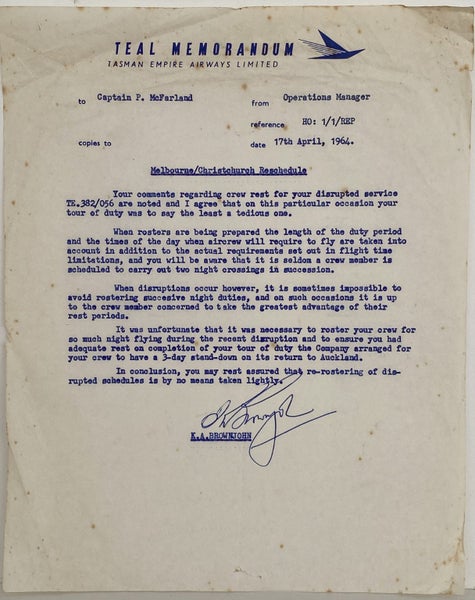 TEAL MEMORANDUM
TASMAN EMPIRE AIRWAYS LIMITED
to Captain P. McFarland
from Operations Manager
reference HO: 1/1/REP
copies to
date 17th April, 1964.
Melbourne/Christchurch Reschedule
Your comments regarding crew rest for your disrupted service
TE.382/056 are noted and I agree that on this particular occasion your
tour of duty was to say the least a tedious one.
When rosters are being prepared the length of the duty period
and the times of the day when aircrew will require to fly are taken into
account in addition to the actual requirements set out in flight time
limitations, and you will be aware that it is seldom a crew member is
scheduled to carry out two night crossings in succession.
When disruptions occur however, it is sometimes impossible to
avoid rostering succesive night duties, and on such occasions it is up
to the crew member concerned to take the greatest advantage of their
rest periods.
It was unfortunate that it was necessary to roster your crew for
so much night flying during the recent disruption and to ensure you had
adequate rest on completion of your tour of duty the Company arranged for
your crew to have a 3-day stand-down on its return to Auckland.
In conclusion, you may rest assured that re-rostering of dis-
rupted schedules is by no means taken lightly.
K.A.BROWNJOHN